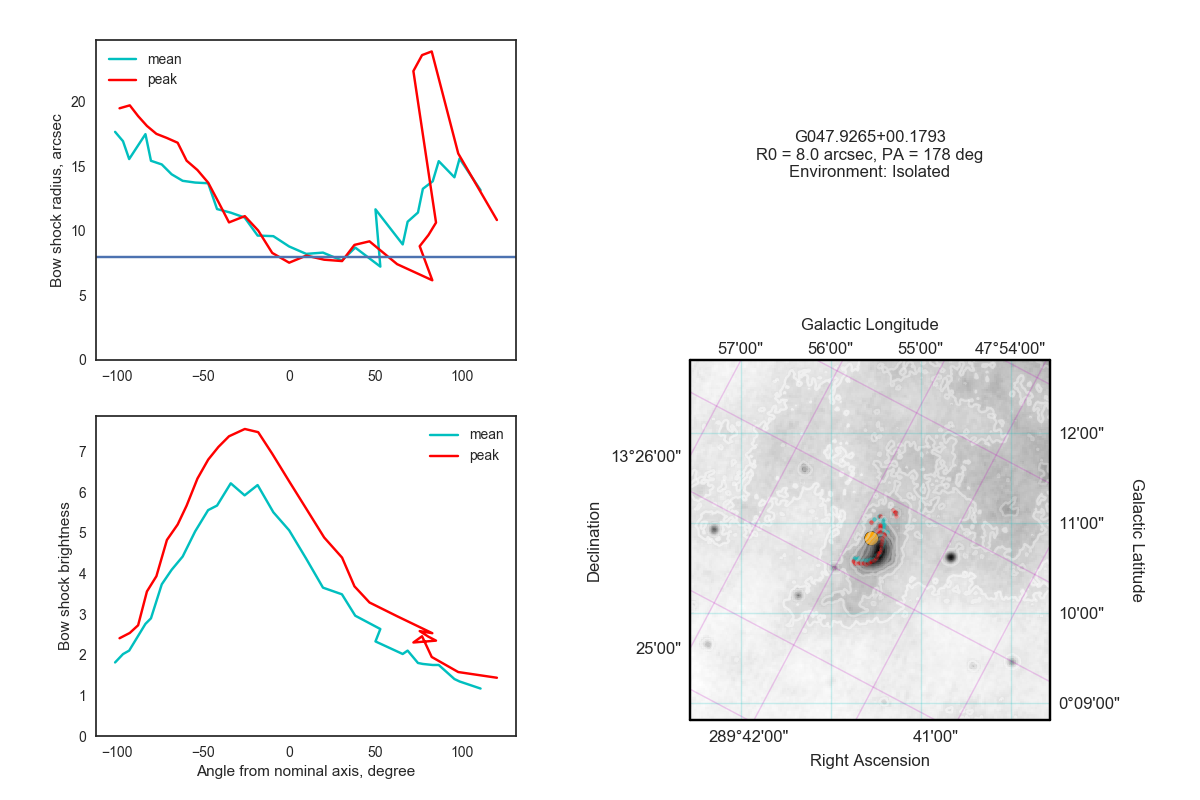 mean
peak
20
15
10
5
0
Bow shock radius, arcsec
−100
−50
0
50
100
mean
peak
7
6
5
4
3
2
1
0
Bow shock brightness
−100
−50
0
50
100
Angle from nominal axis, degree
G047.9265+00.1793
R0 = 8.0 arcsec, PA = 178 deg
Environment: Isolated
Galactic Longitude
57'00"
56'00"
55'00"
47°54'00"
13°26'00"
25'00"
Declination
12'00"
11'00"
10'00"
0°09'00"
Galactic Latitude
289°42'00"
41'00"
Right Ascension